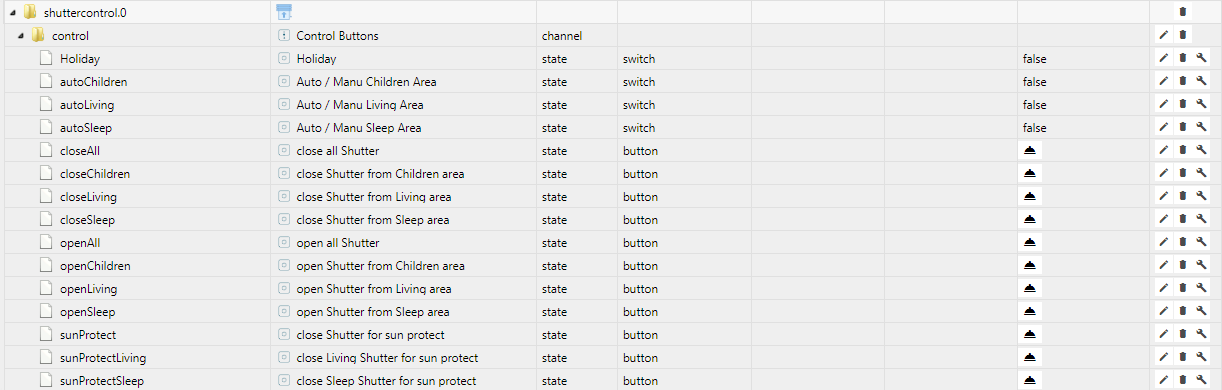 shuttercontrol.0
control Control Buttons channel
Holiday Holiday state switch false
autoChildren Auto / Manu Children Area state switch false
autoLiving Auto / Manu Living Area state switch false
autoSleep Auto / Manu Sleep Area state switch false
closeAll close all Shutter state button
closeChildren close Shutter from Children area state button
closeLiving close Shutter from Living area state button
closeSleep close Shutter from Sleep area state button
openAll open all Shutter state button
openChildren open Shutter from Children area state button
openLiving open Shutter from Living area state button
openSleep open Shutter from Sleep area state button
sunProtect close Shutter for sun protect state button
sunProtectLiving close Living Shutter for sun protect state button
sunProtectSleep close Sleep Shutter for sun protect state button